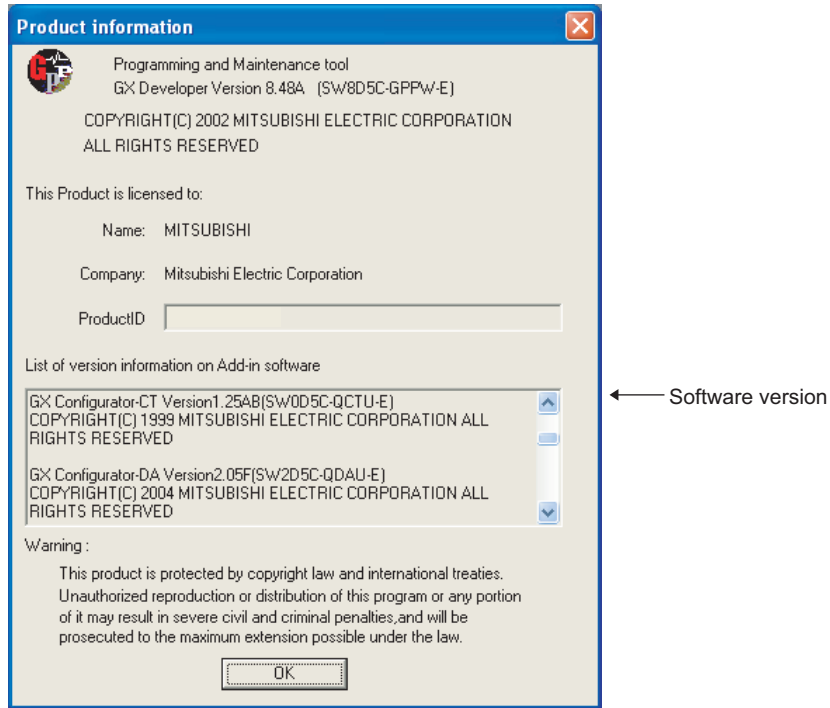 Product information
GPP
Programming and Maintenance tool
GX Developer Version 8.48A (SW8D5C-GPPW-E)
COPYRIGHT(C) 2002 MITSUBISHI ELECTRIC CORPORATION
ALL RIGHTS RESERVED
This Product is licensed to:
Name: MITSUBISHI
Company: Mitsubishi Electric Corporation
ProductID
List of version information on Add-in software
GX Configurator-CT Version1.25AB(SW0D5C-QCTU-E)
COPYRIGHT(C) 1999 MITSUBISHI ELECTRIC CORPORATION ALL
RIGHTS RESERVED
GX Configurator-DA Version2.05F(SW2D5C-QDAU-E)
COPYRIGHT(C) 2004 MITSUBISHI ELECTRIC CORPORATION ALL
RIGHTS RESERVED
Software version
Warning :
This product is protected by copyright law and international treaties.
Unauthorized reproduction or distribution of this program or any portion
of it may result in severe civil and criminal penalties,and will be
prosecuted to the maximum extension possible under the law.
OK